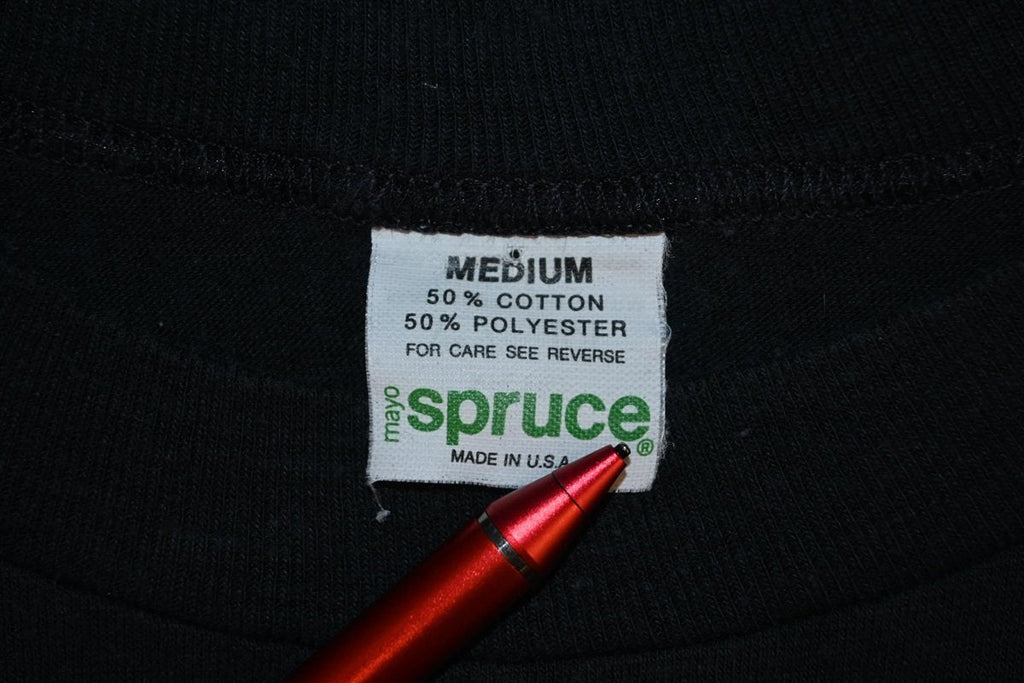 MEDIUM
50% COTTON
50% POLYESTER
FOR CARE SEE REVERSE
mayo
spruce®
MADE IN U.S.A